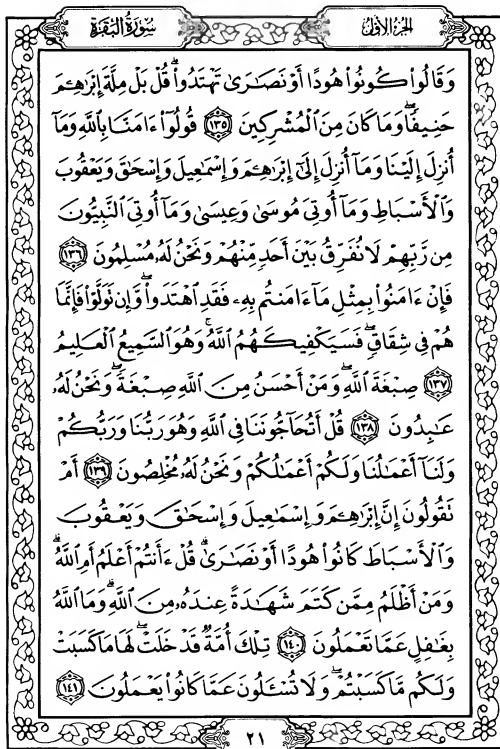 الجزء الأول
سورة البقرة
وَقَالُوا۟ كُونُوا۟ هُودًا أَوْ نَصَـٰرَىٰ تَهْتَدُوا۟ ۗ قُلْ بَلْ مِلَّةَ إِبْرَٰهِـۧمَ
حَنِيفًا ۖ وَمَا كَانَ مِنَ ٱلْمُشْرِكِينَ ١٣٥ قُولُوٓا۟ ءَامَنَّا بِٱللَّهِ وَمَآ
أُنزِلَ إِلَيْنَا وَمَآ أُنزِلَ إِلَىٰٓ إِبْرَٰهِـۧمَ وَإِسْمَـٰعِيلَ وَإِسْحَـٰقَ وَيَعْقُوبَ
وَٱلْأَسْبَاطِ وَمَآ أُوتِىَ مُوسَىٰ وَعِيسَىٰ وَمَآ أُوتِىَ ٱلنَّبِيُّونَ
مِن رَّبِّهِمْ لَا نُفَرِّقُ بَيْنَ أَحَدٍ مِّنْهُمْ وَنَحْنُ لَهُۥ مُسْلِمُونَ ١٣٦
فَإِنْ ءَامَنُوا۟ بِمِثْلِ مَآ ءَامَنتُم بِهِۦ فَقَدِ ٱهْتَدَوا۟ ۖ وَّإِن تَوَلَّوْا۟ فَإِنَّمَا
هُمْ فِى شِقَاقٍ ۖ فَسَيَكْفِيكَهُمُ ٱللَّهُ ۚ وَهُوَ ٱلسَّمِيعُ ٱلْعَلِيمُ
١٣٧ صِبْغَةَ ٱللَّهِ ۖ وَمَنْ أَحْسَنُ مِنَ ٱللَّهِ صِبْغَةً ۖ وَنَحْنُ لَهُۥ
عَـٰبِدُونَ ١٣٨ قُلْ أَتُحَآجُّونَنَا فِى ٱللَّهِ وَهُوَ رَبُّنَا وَرَبُّكُمْ
وَلَنَآ أَعْمَـٰلُنَا وَلَكُمْ أَعْمَـٰلُكُمْ وَنَحْنُ لَهُۥ مُخْلِصُونَ ١٣٩ أَمْ
تَقُولُونَ إِنَّ إِبْرَٰهِـۧمَ وَإِسْمَـٰعِيلَ وَإِسْحَـٰقَ وَيَعْقُوبَ
وَٱلْأَسْبَاطَ كَانُوا۟ هُودًا أَوْ نَصَـٰرَىٰ ۗ قُلْ ءَأَنتُمْ أَعْلَمُ أَمِ ٱللَّهُ ۗ
وَمَنْ أَظْلَمُ مِمَّن كَتَمَ شَهَـٰدَةً عِندَهُۥ مِنَ ٱللَّهِ ۗ وَمَا ٱللَّهُ
بِغَـٰفِلٍ عَمَّا تَعْمَلُونَ ١٤٠ تِلْكَ أُمَّةٌ قَدْ خَلَتْ ۖ لَهَا مَا كَسَبَتْ
وَلَكُم مَّا كَسَبْتُمْ ۖ وَلَا تُسْـَٔلُونَ عَمَّا كَانُوا۟ يَعْمَلُونَ ١٤١
٢١